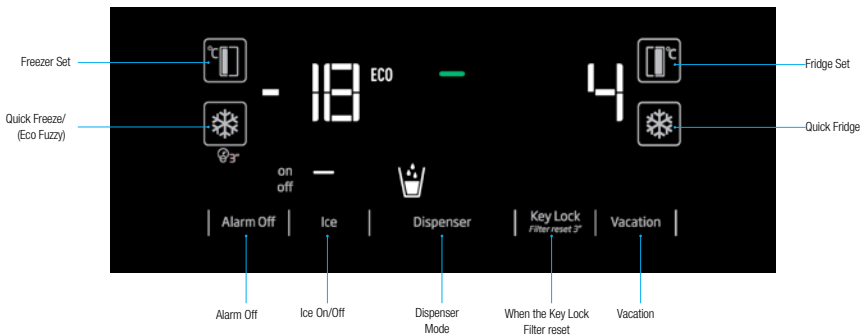 Freezer Set
°C
- 18
ECO
4
°C
Fridge Set
Quick Freeze/
(Eco Fuzzy)
Quick Fridge
3"
on
off
Alarm Off
Ice
Dispenser
Key Lock
Filter reset 3"
Vacation
Alarm Off
Ice On/Off
Dispenser
Mode
When the Key Lock
Filter reset
Vacation